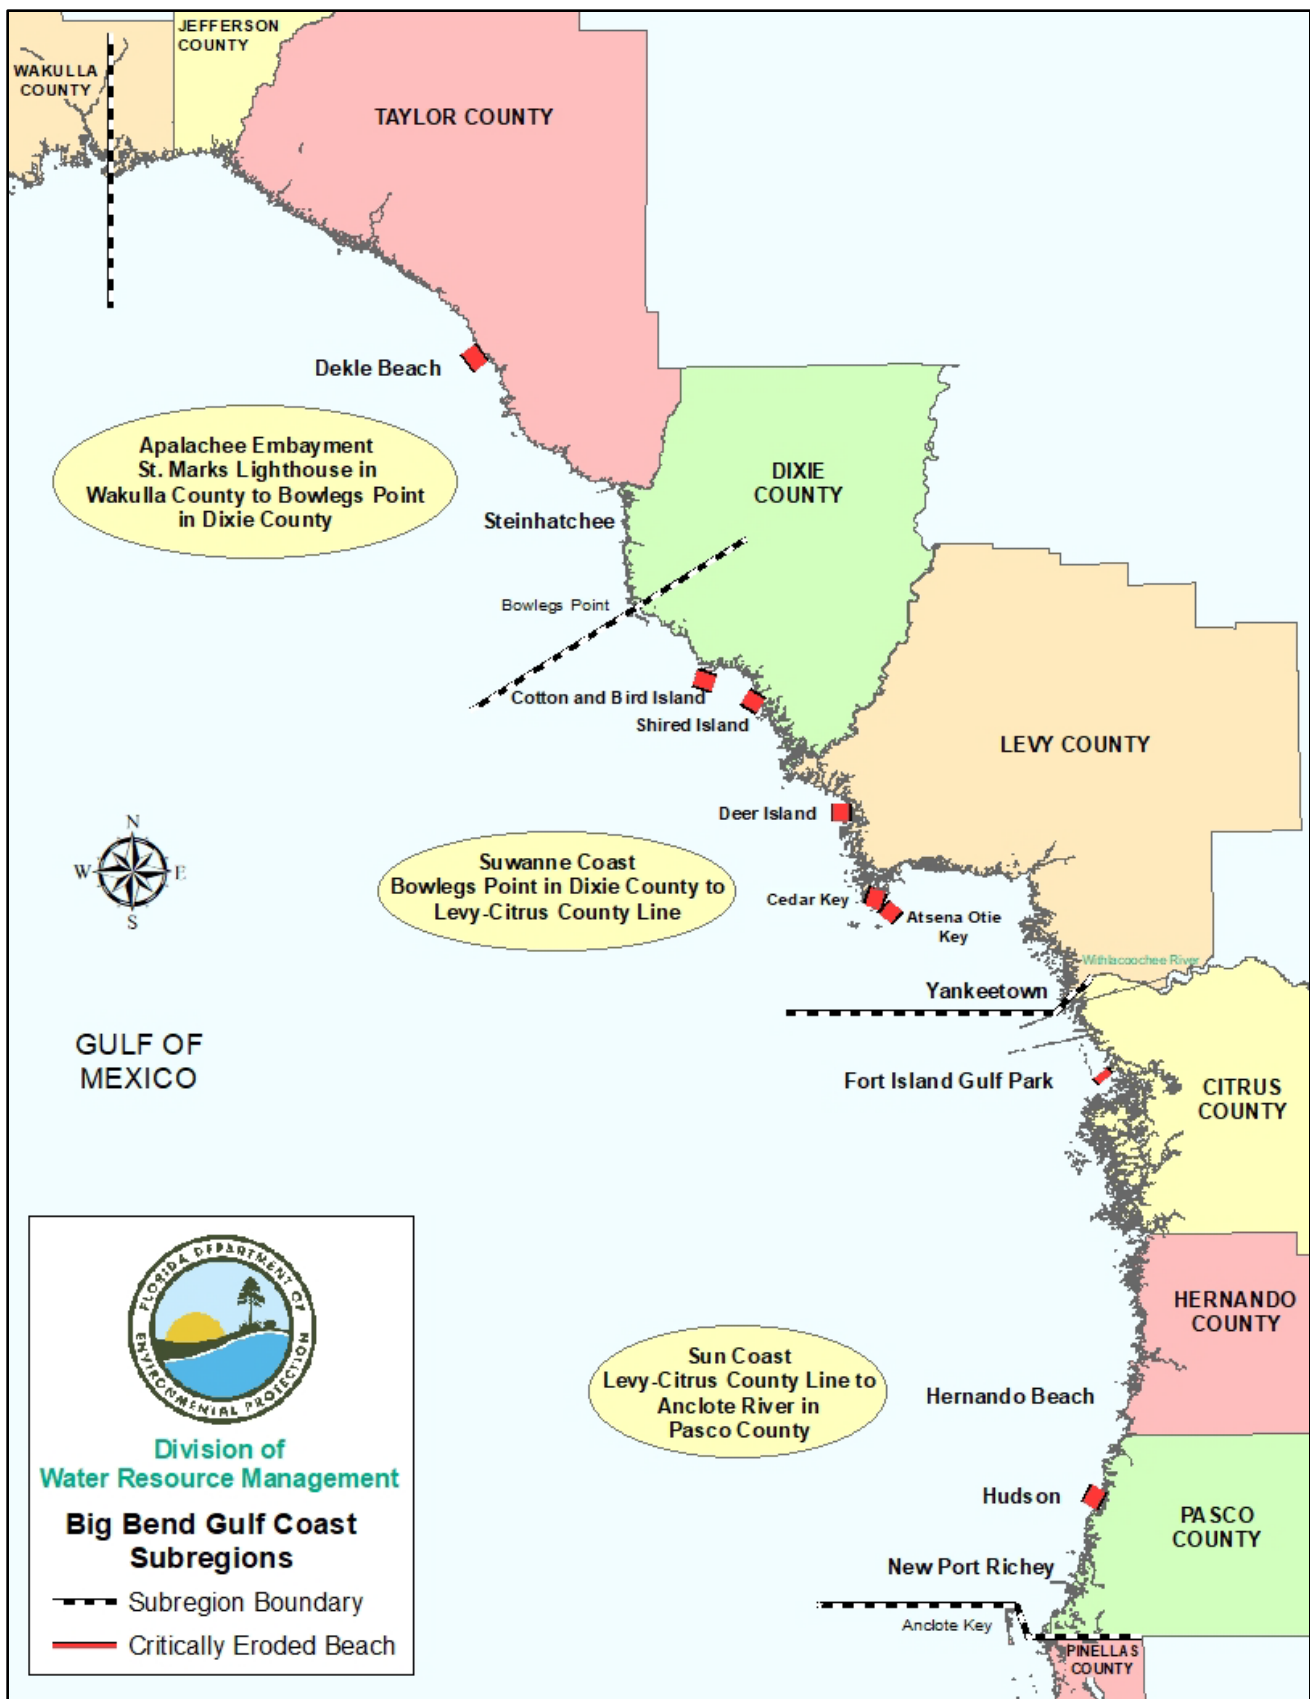 JEFFERSON
COUNTY
WAKULLA
COUNTY
TAYLOR COUNTY
Dekle Beach
Apalachee Embayment
St. Marks Lighthouse in
Wakulla County to Bowlegs Point
in Dixie County
DIXIE
COUNTY
Steinhatchee
Bowlegs Point
Cotton and Bird Island
Shired Island
LEVY COUNTY
Deer Island
N
W
E
S
Suwanne Coast
Bowlegs Point in Dixie County to
Levy-Citrus County Line
Cedar Key
Atsena Otie
Key
Withlacoochee River
Yankeetown
GULF OF
MEXICO
Fort Island Gulf Park
CITRUS
COUNTY
HERNANDO
COUNTY
Sun Coast
Levy-Citrus County Line to
Anclote River in
Pasco County
Hernando Beach
Hudson
PASCO
COUNTY
New Port Richey
Anclote Key
PINELLAS
COUNTY
FLORIDA DEPARTMENT OF
ENVIRONMENTAL PROTECTION
Division of
Water Resource Management
Big Bend Gulf Coast
Subregions
Subregion Boundary
Critically Eroded Beach